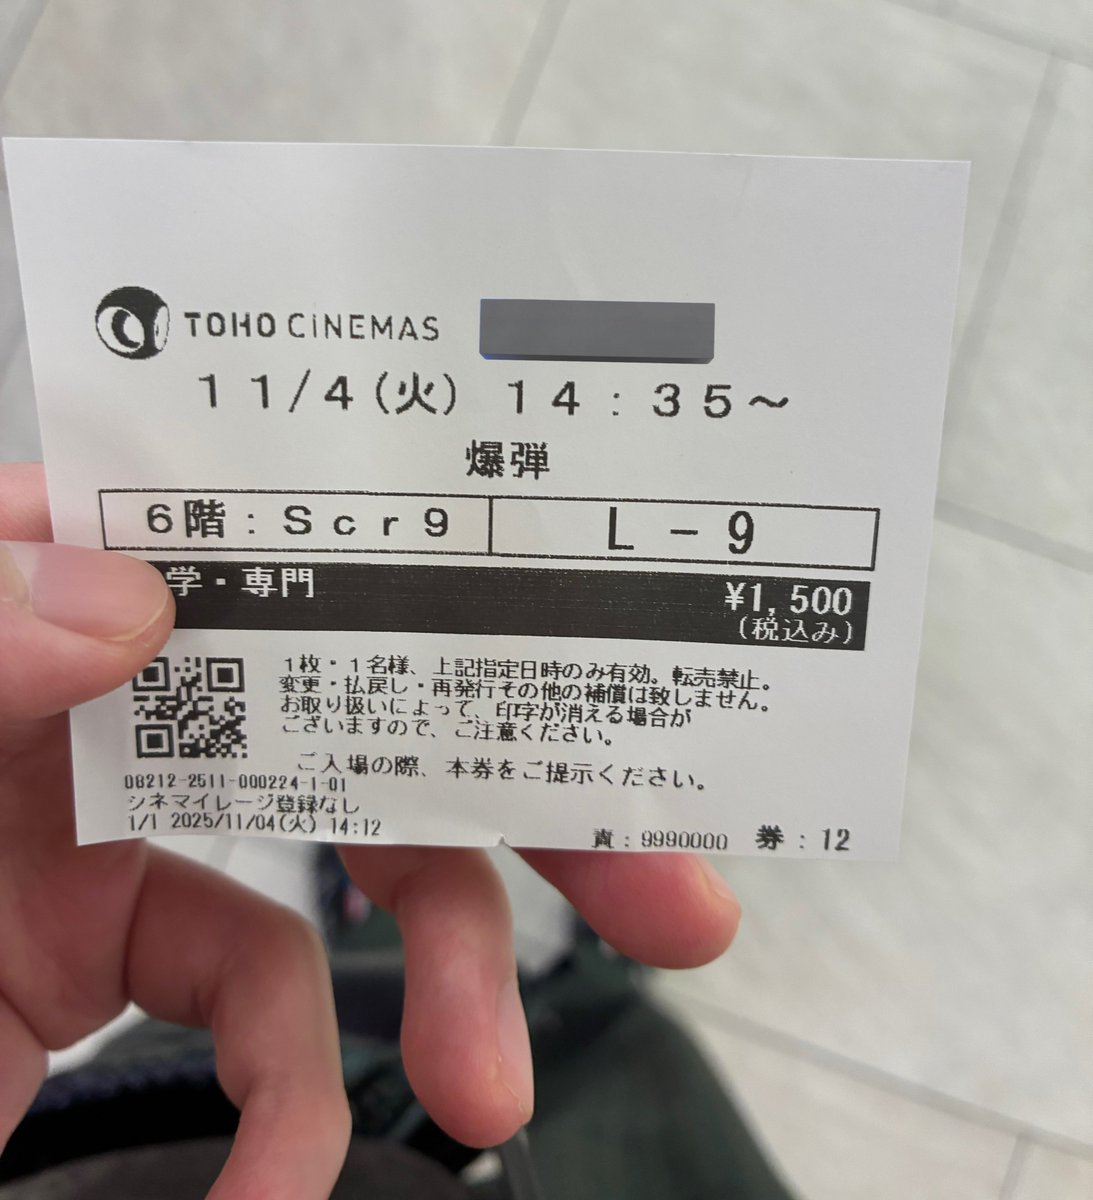 TOHO CiNEMAS
11/4(火) 14:35～
爆弾
6階:Scr9 L-9
学・専門 ¥1,500
(税込み)
1枚・1名様、上記指定日時のみ有効。転売禁止。
変更・払戻し・再発行その他の補償は致しません。
お取り扱いによって、印字が消える場合が
ございますので、ご注意ください。
ご入場の際、本券をご提示ください。
08212-2511-000224-1-01
シネマイレージ登録なし
1/1 2025/11/04(火) 14:12
責:9990000 券:12